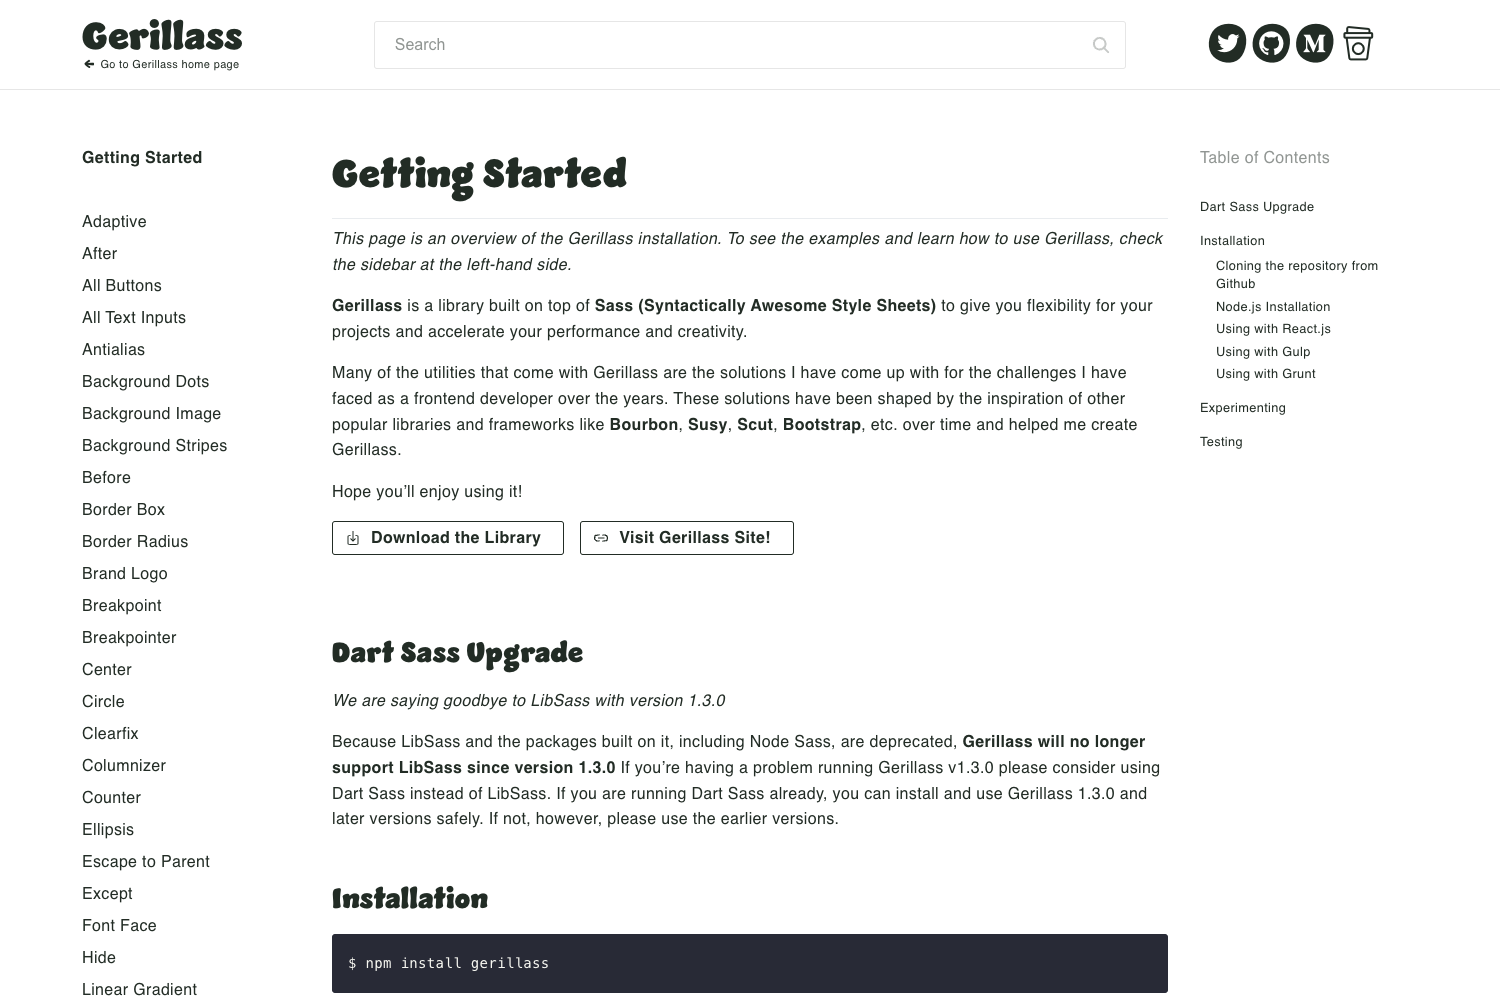 Gerillass
Go to Gerillass home page
Search
Getting Started
Adaptive
After
All Buttons
All Text Inputs
Antialias
Background Dots
Background Image
Background Stripes
Before
Border Box
Border Radius
Brand Logo
Breakpoint
Breakpointer
Center
Circle
Clearfix
Columnizer
Counter
Ellipsis
Escape to Parent
Except
Font Face
Hide
Linear Gradient
Getting Started
This page is an overview of the Gerillass installation. To see the examples and learn how to use Gerillass, check
the sidebar at the left-hand side.
Gerillass is a library built on top of Sass (Syntactically Awesome Style Sheets) to give you flexibility for your
projects and accelerate your performance and creativity.
Many of the utilities that come with Gerillass are the solutions I have come up with for the challenges I have
faced as a frontend developer over the years. These solutions have been shaped by the inspiration of other
popular libraries and frameworks like Bourbon, Susy, Scut, Bootstrap, etc. over time and helped me create
Gerillass.
Hope you’ll enjoy using it!
Download the Library
Visit Gerillass Site!
Dart Sass Upgrade
We are saying goodbye to LibSass with version 1.3.0
Because LibSass and the packages built on it, including Node Sass, are deprecated, Gerillass will no longer
support LibSass since version 1.3.0 If you’re having a problem running Gerillass v1.3.0 please consider using
Dart Sass instead of LibSass. If you are running Dart Sass already, you can install and use Gerillass 1.3.0 and
later versions safely. If not, however, please use the earlier versions.
Installation
$ npm install gerillass
Table of Contents
Dart Sass Upgrade
Installation
Cloning the repository from
Github
Node.js Installation
Using with React.js
Using with Gulp
Using with Grunt
Experimenting
Testing